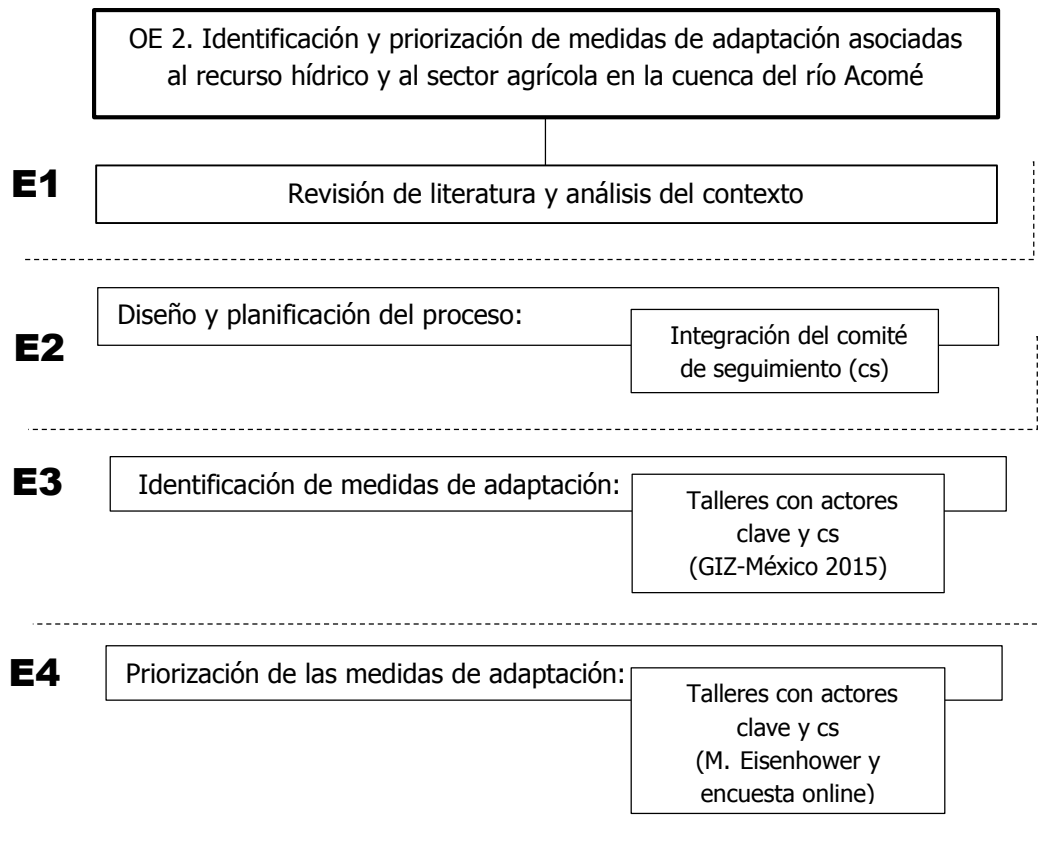 OE 2. Identificación y priorización de medidas de adaptación asociadas
al recurso hídrico y al sector agrícola en la cuenca del río Acomé
E1
Revisión de literatura y análisis del contexto
E2
Diseño y planificación del proceso:
Integración del comité
de seguimiento (cs)
E3
Identificación de medidas de adaptación:
Talleres con actores
clave y cs
(GIZ-México 2015)
E4
Priorización de las medidas de adaptación:
Talleres con actores
clave y cs
(M. Eisenhower y
encuesta online)